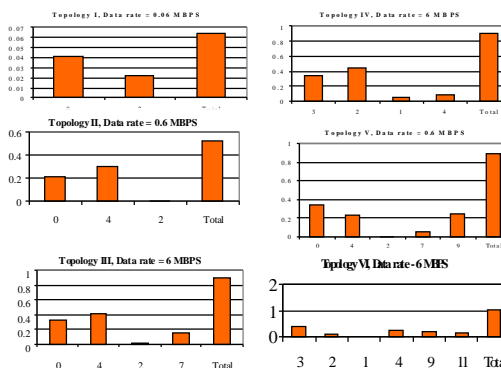 Topology I, Data rate = 0.06 MBPS
0.07
0.06
0.05
0.04
0.03
0.02
0.01
0
Total
Topology II, Data rate = 0.6 MBPS
0.6
0.4
0.2
0
0 4 2 Total
Topology III, Data rate = 6 MBPS
1
0.8
0.6
0.4
0.2
0
0 4 2 7 Total
Topology IV, Data rate = 6 MBPS
1
0.8
0.6
0.4
0.2
0
3 2 1 4 Total
Topology V, Data rate = 0.6 MBPS
1
0.8
0.6
0.4
0.2
0
0 4 2 7 9 Total
Topology VI, Data rate - 6 MBPS
2
1
0
3 2 1 4 9 11 Tota